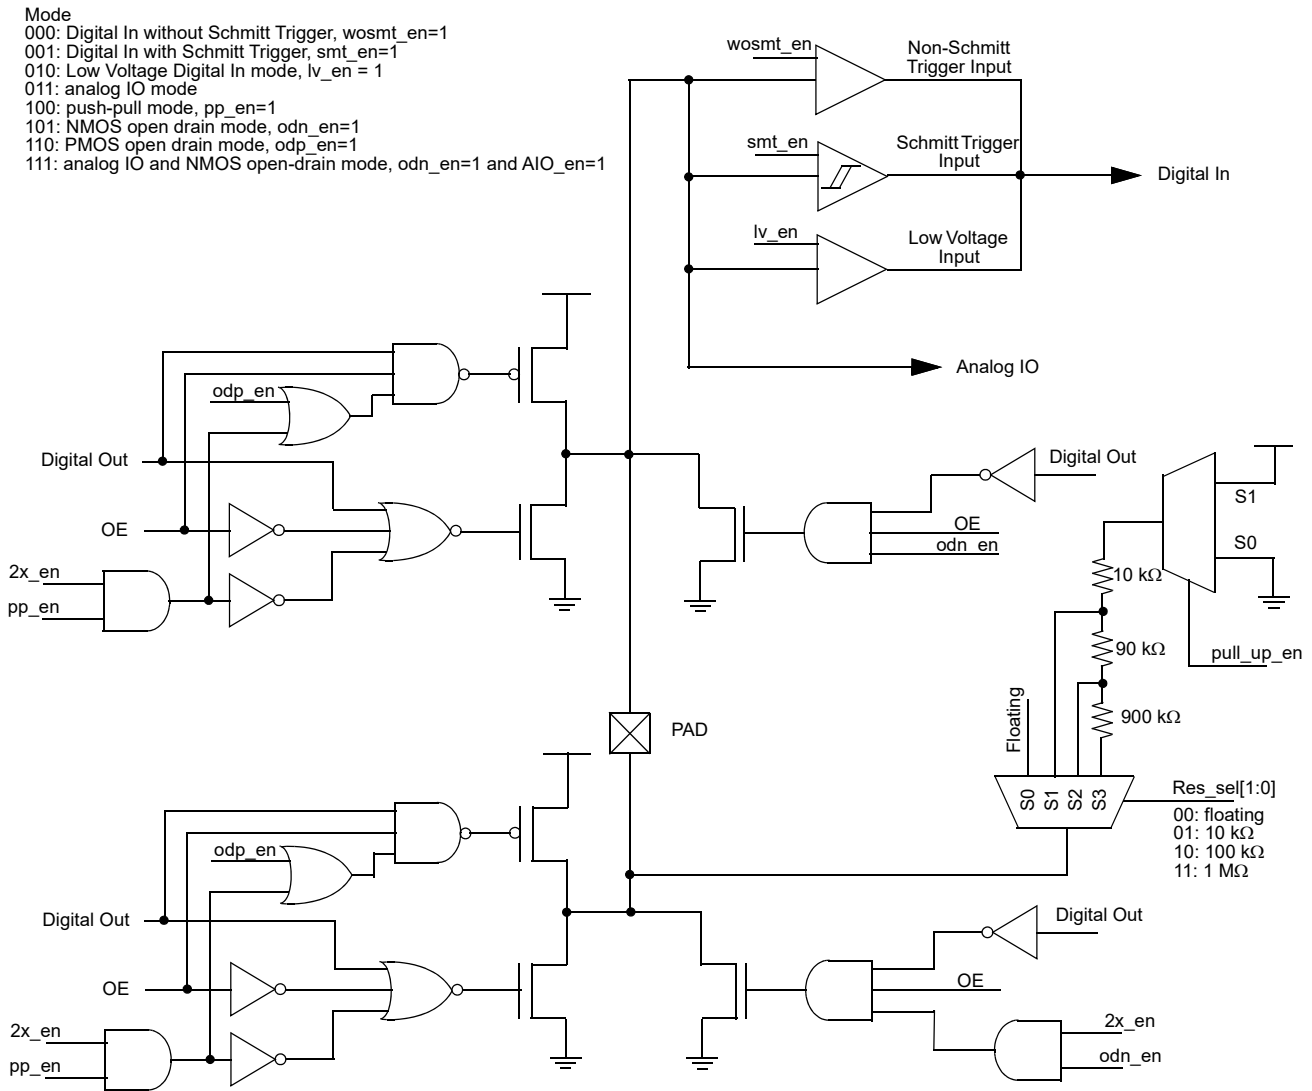 Mode
000: Digital In without Schmitt Trigger, wosmt_en=1
001: Digital In with Schmitt Trigger, smt_en=1
010: Low Voltage Digital In mode, lv_en = 1
011: analog IO mode
100: push-pull mode, pp_en=1
101: NMOS open drain mode, odn_en=1
110: PMOS open drain mode, odp_en=1
111: analog IO and NMOS open-drain mode, odn_en=1 and AIO_en=1
wosmt_en
Non-Schmitt
Trigger Input
smt_en
Schmitt Trigger
Input
Digital In
lv_en
Low Voltage
Input
Analog IO
odp_en
Digital Out
OE
2x_en
pp_en
Digital Out
OE
odn_en
S1
S0
10 kΩ
90 kΩ
900 kΩ
pull_up_en
Floating
PAD
S0
S1
S2
S3
Res_sel[1:0]
00: floating
01: 10 kΩ
10: 100 kΩ
11: 1 MΩ
odp_en
Digital Out
OE
2x_en
pp_en
Digital Out
OE
2x_en
odn_en